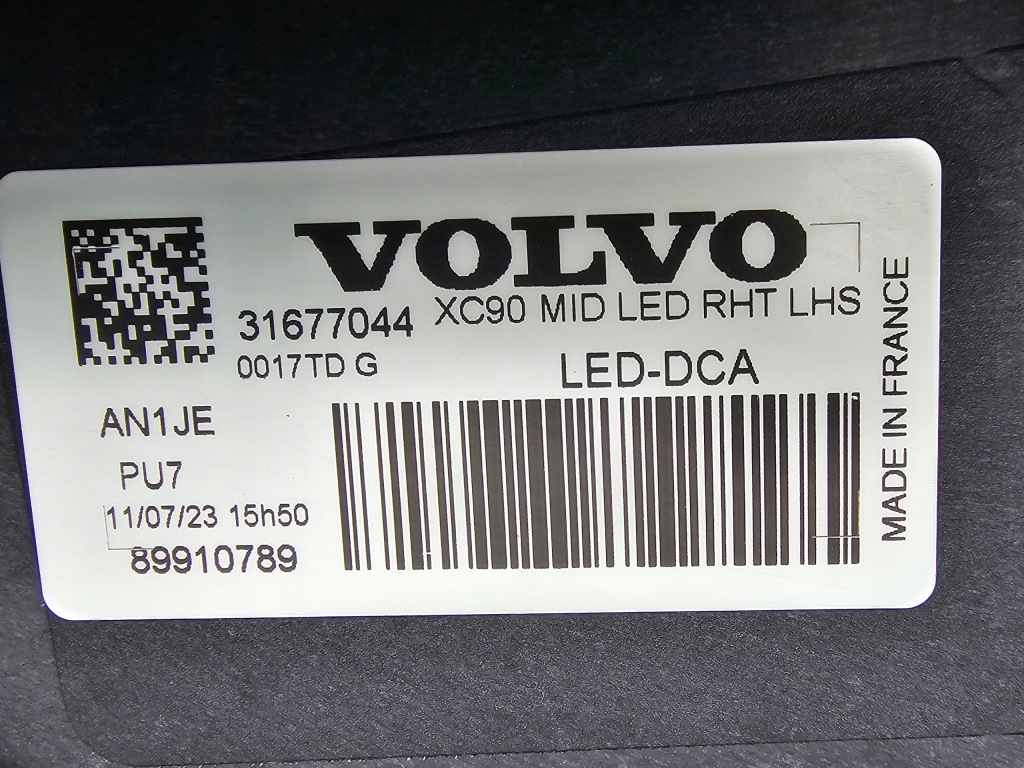 VOLVO
31677044
XC90 MID LED RHT LHS
0017TD G
LED-DCA
AN1JE
PU7
11/07/23 15h50
89910789
MADE IN FRANCE